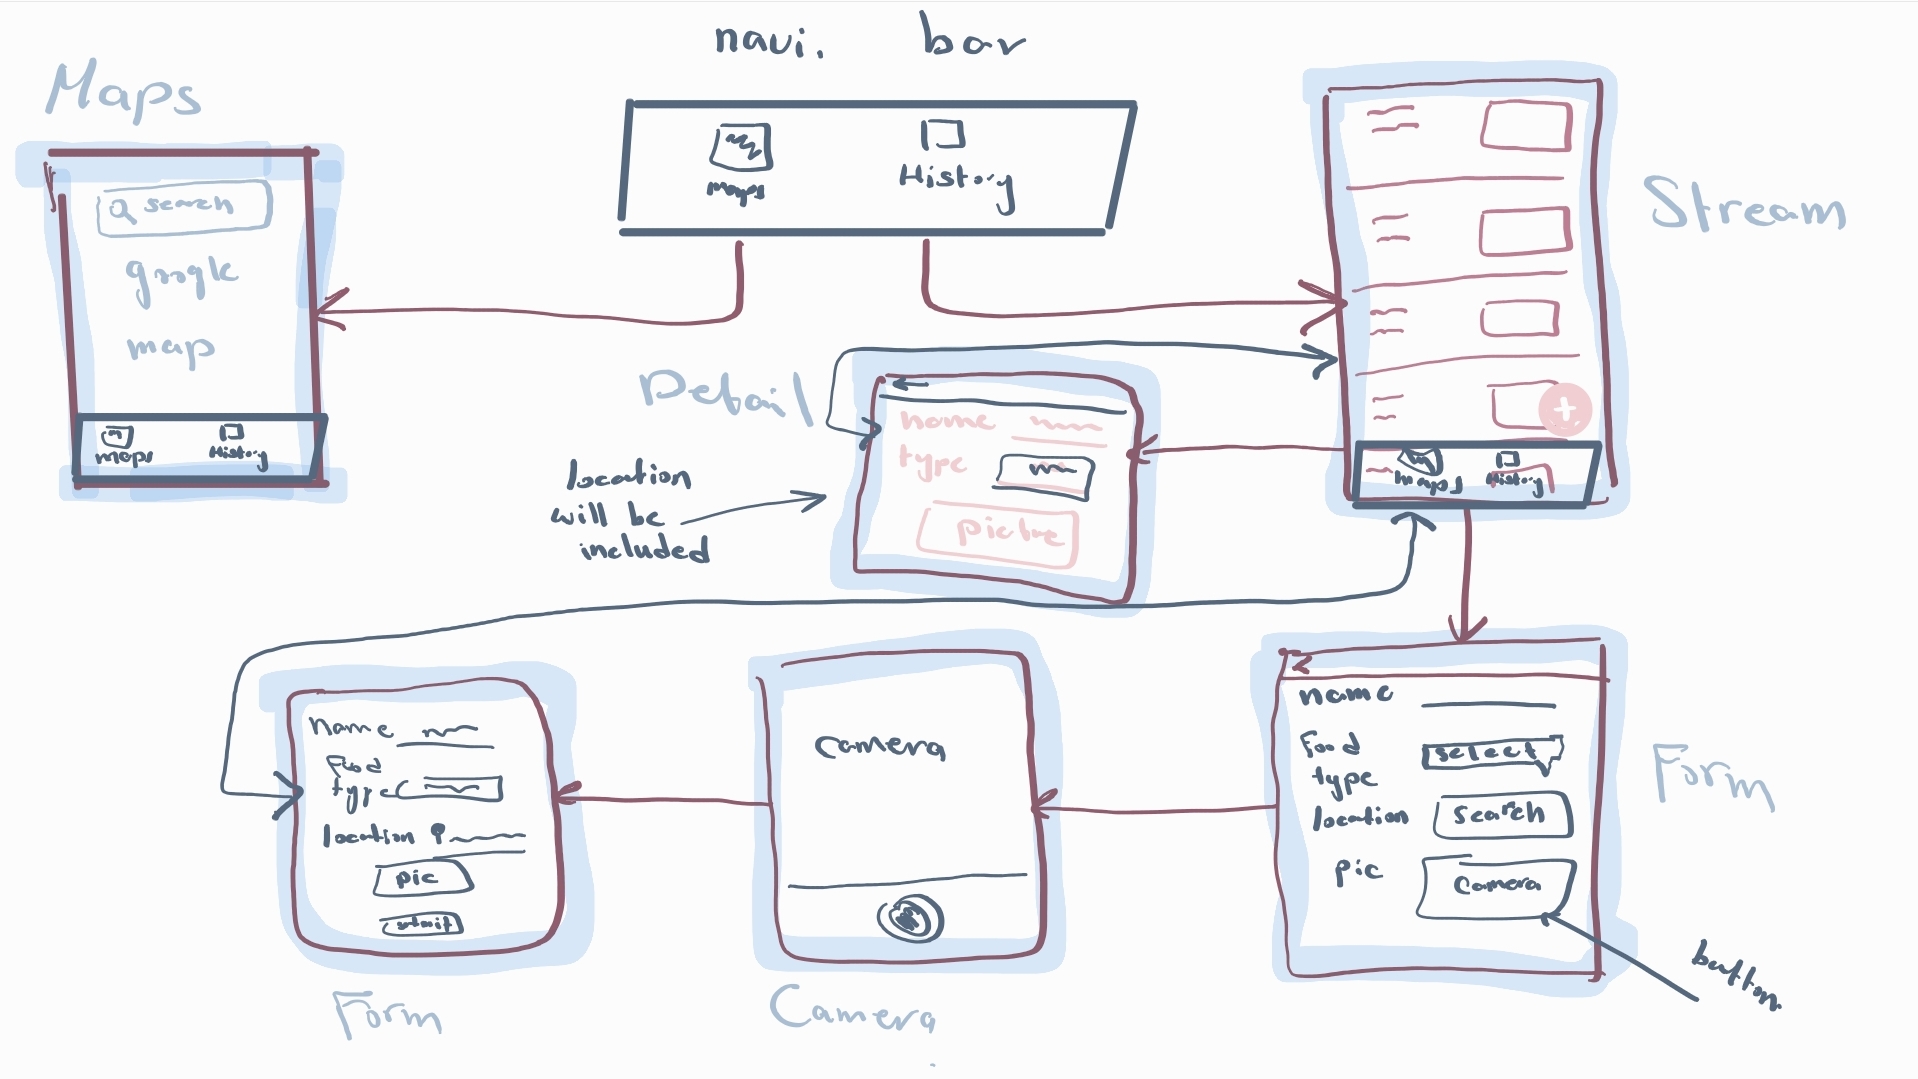 navi. bar
Maps
maps
History
search
google
map
maps
History
Stream
maps
History
Detail
name
type
picture
location
will be
included
name
Food
type
select
location
search
pic
camera
Form
button
camera
Camera
Name
Food
type
location
pic
submit
Form